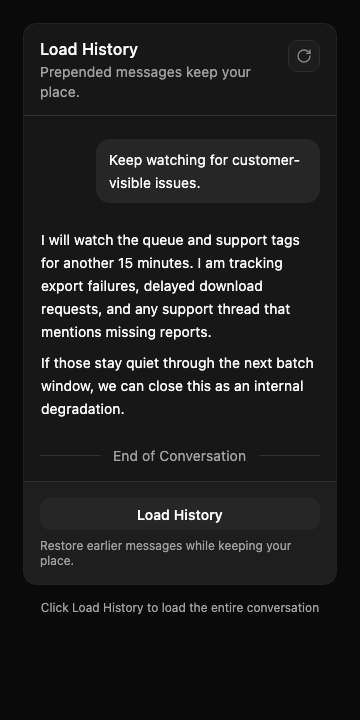 Load History
Prepended messages keep your
place.
Keep watching for customer-
visible issues.
I will watch the queue and support tags
for another 15 minutes. I am tracking
export failures, delayed download
requests, and any support thread that
mentions missing reports.
If those stay quiet through the next batch
window, we can close this as an internal
degradation.
End of Conversation
Load History
Restore earlier messages while keeping your
place.
Click Load History to load the entire conversation